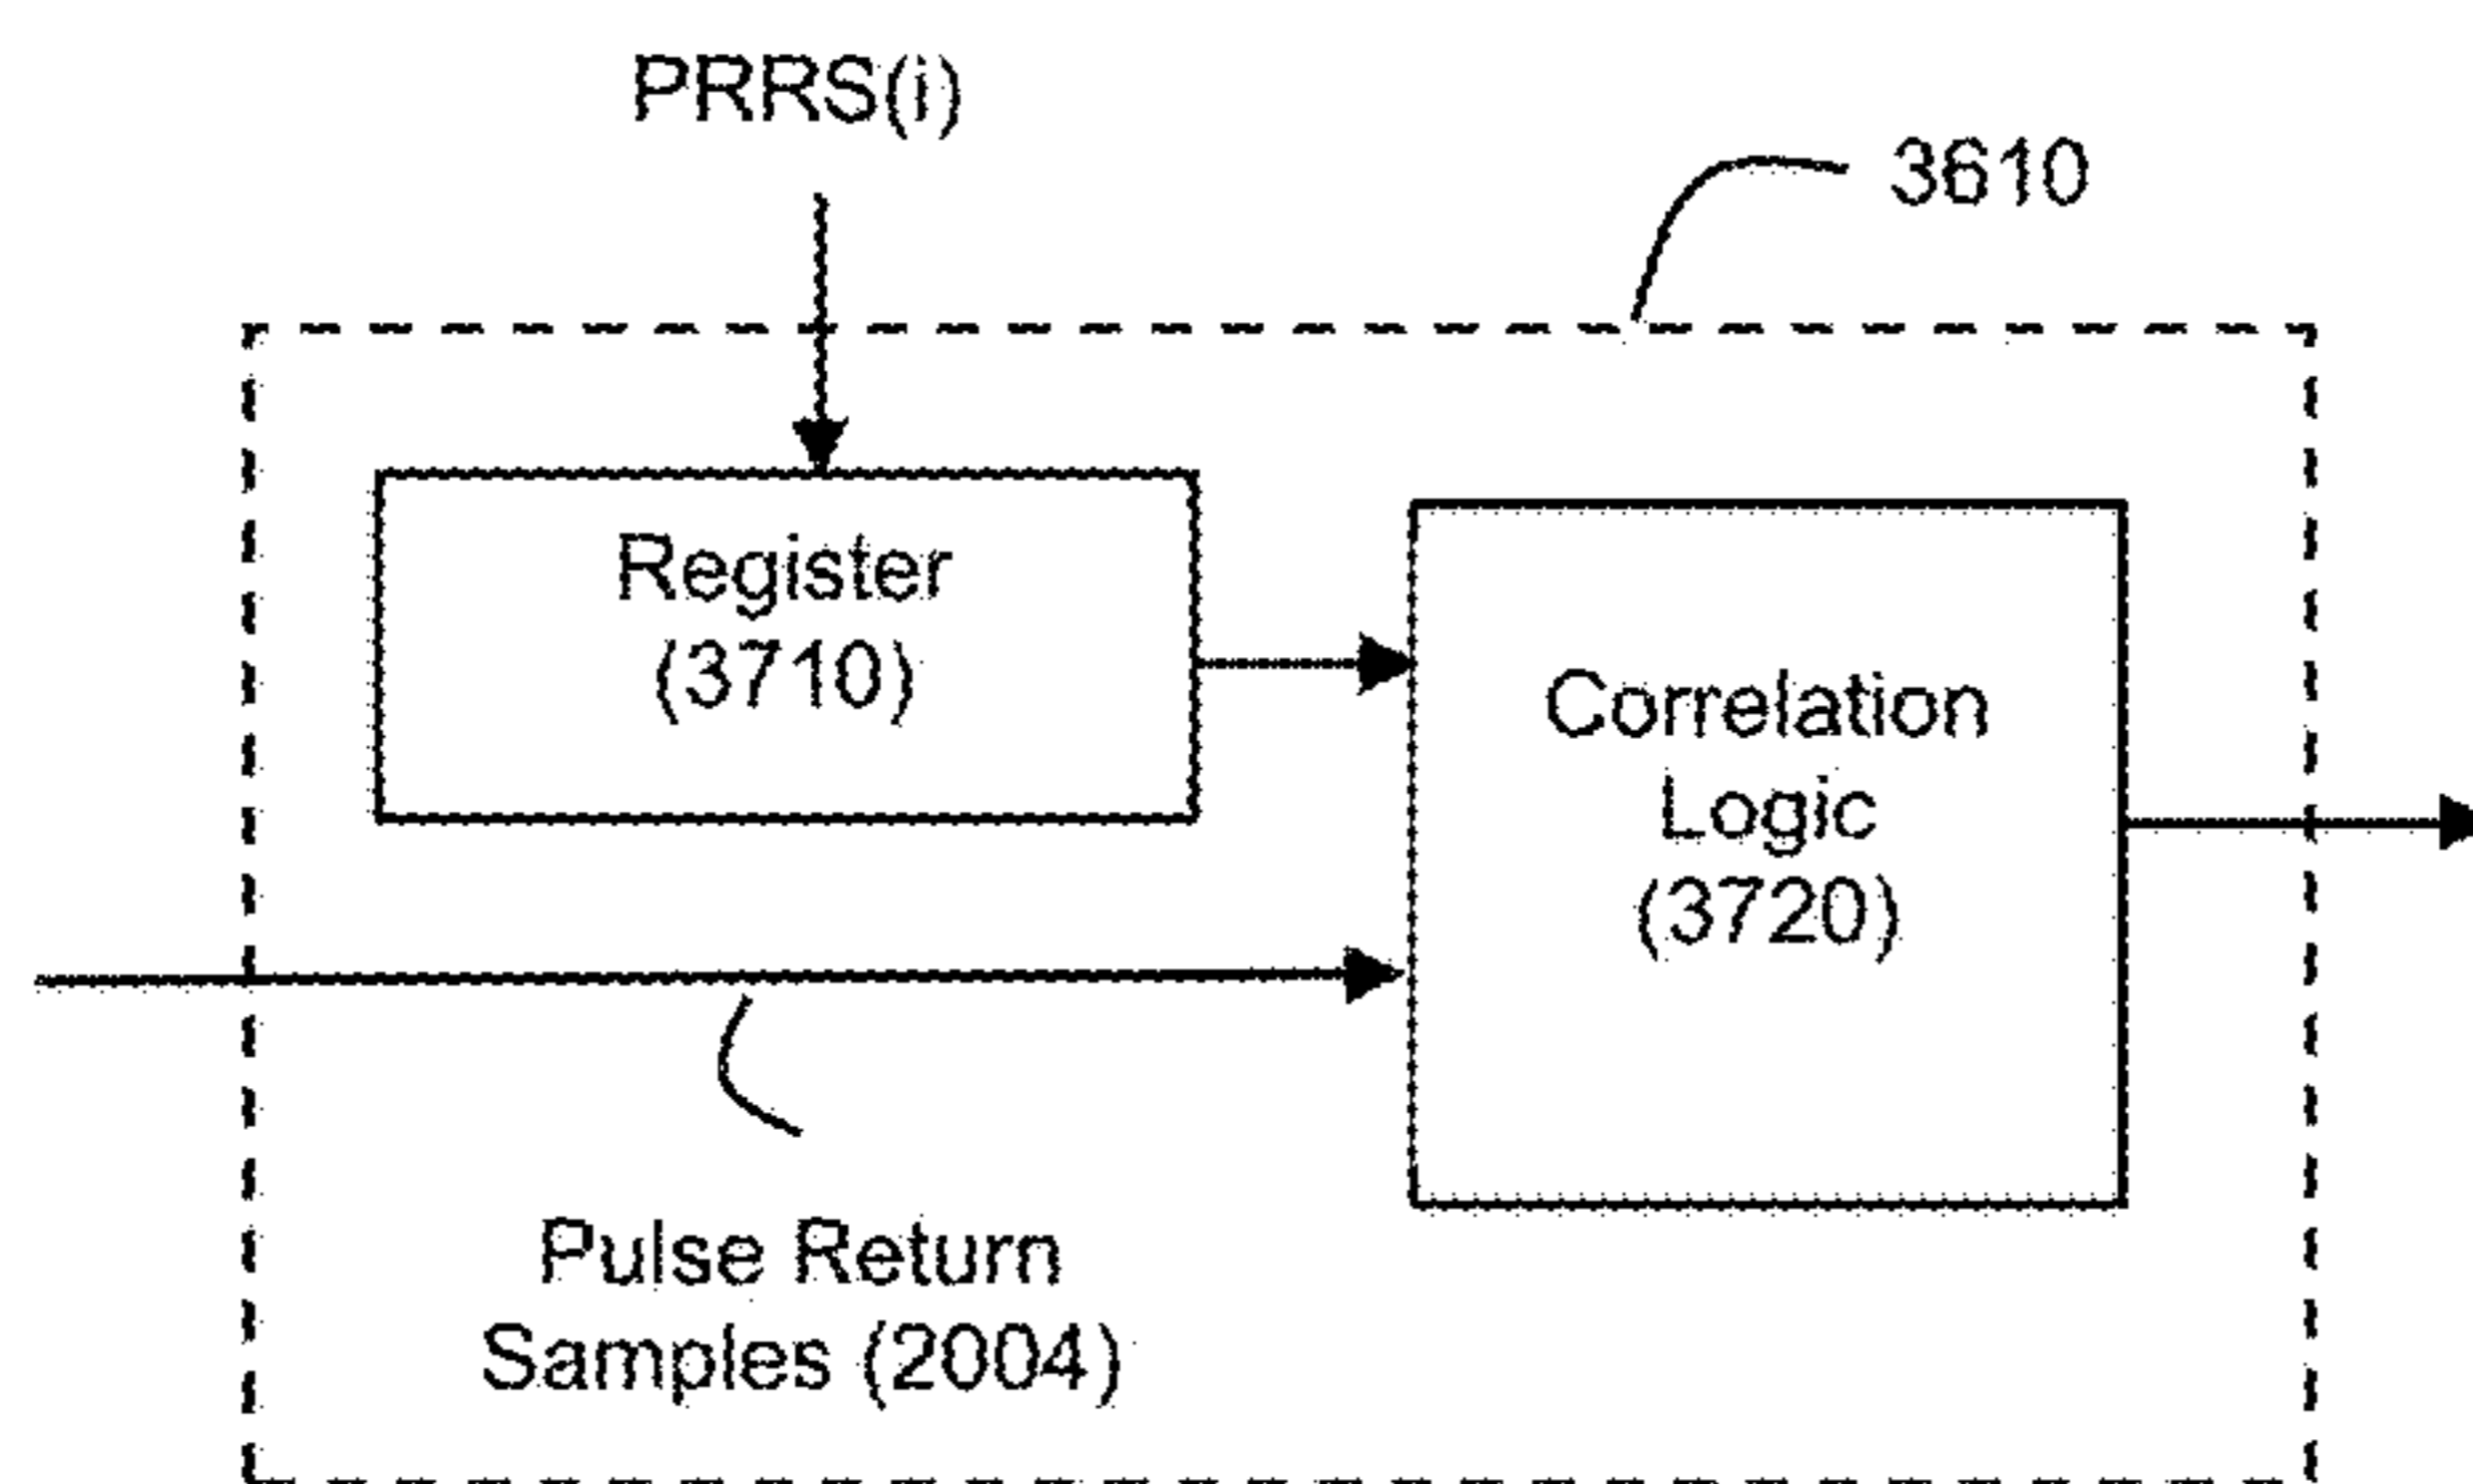 PRRS(i)
3610
Register
(3710)
Correlation
Logic
(3720)
Pulse Return
Samples (2004)